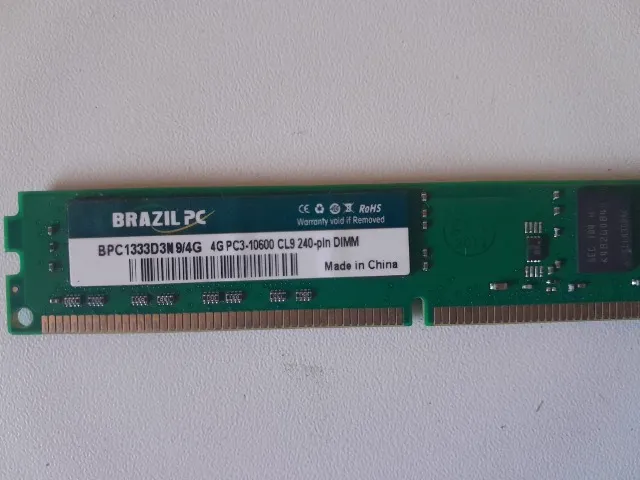 BRAZIL PC
CE RoHS
Warranty void if Removed
BPC1333D3N9/4G 4G PC3-10600 CL9 240-pin DIMM
Made in China